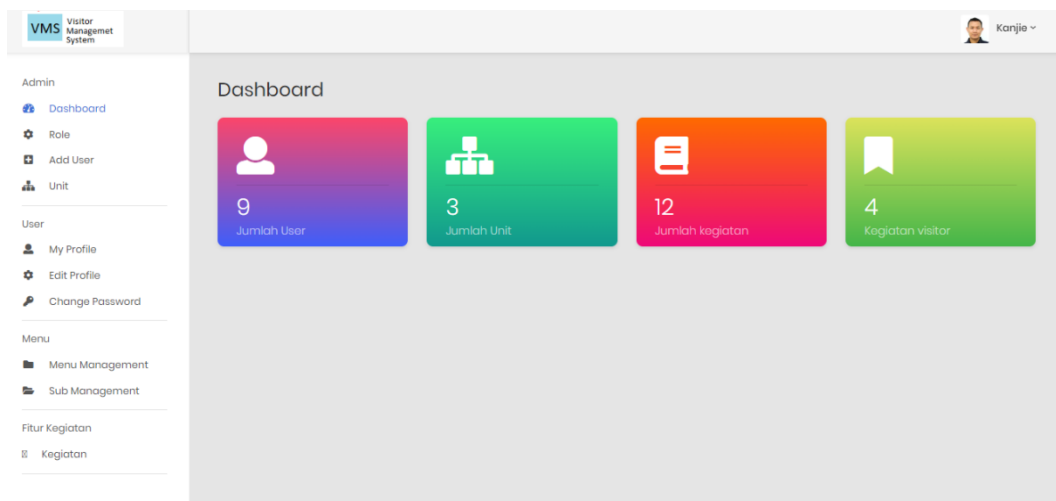 VMS Visitor
Managemet
System
Kanjie
Admin
Dashboard
Role
Add User
Unit
User
My Profile
Edit Profile
Change Password
Menu
Menu Management
Sub Management
Fitur Kegiatan
Kegiatan
Dashboard
9
Jumlah User
3
Jumlah Unit
12
Jumlah kegiatan
4
Kegiatan visitor